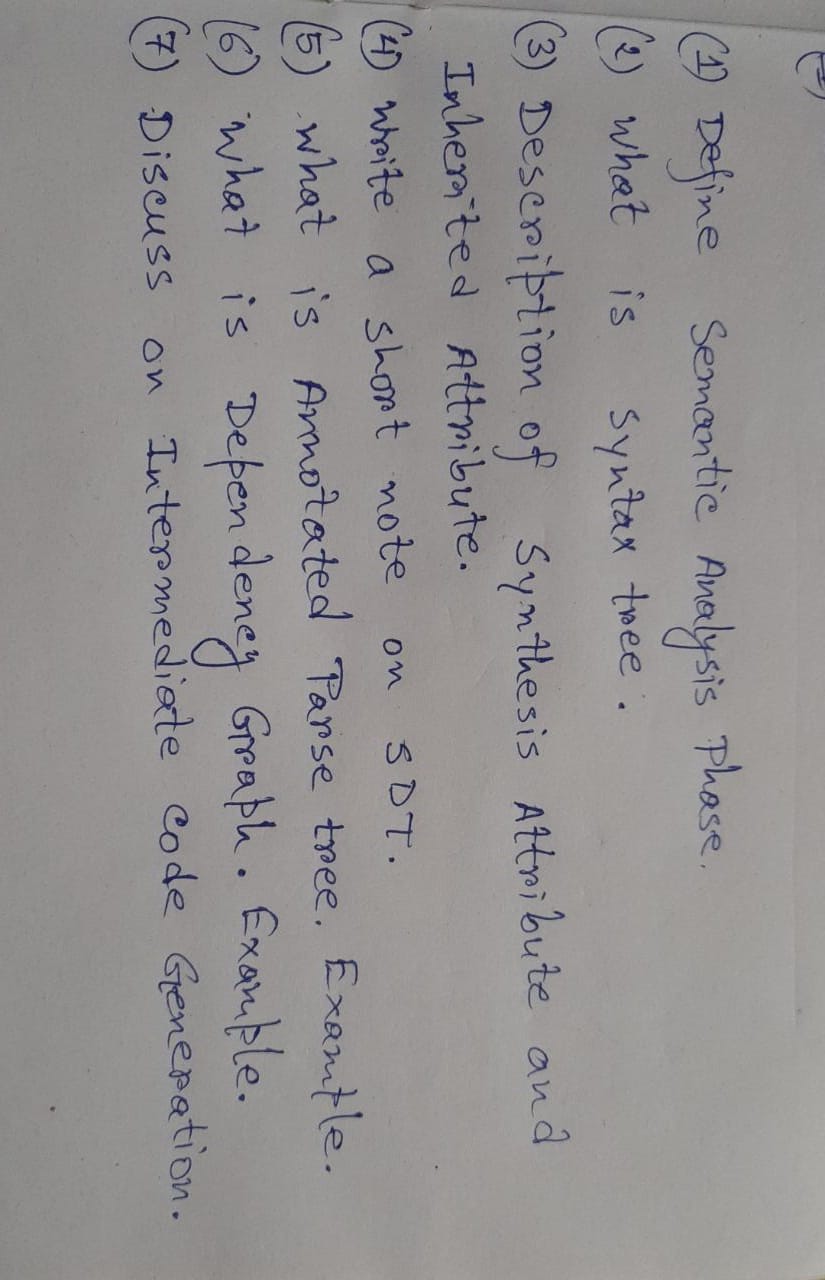 (1) Define Semantic Analysis Phase.
(2) What is syntax tree.
(3) Description of Synthesis Attribute and
Inherited Attribute.
(4) Write a short note on SDT.
(5) What is Annotated Parse tree. Example.
(6) What is Dependency Graph. Example.
(7) Discuss on Intermediate code Generation.